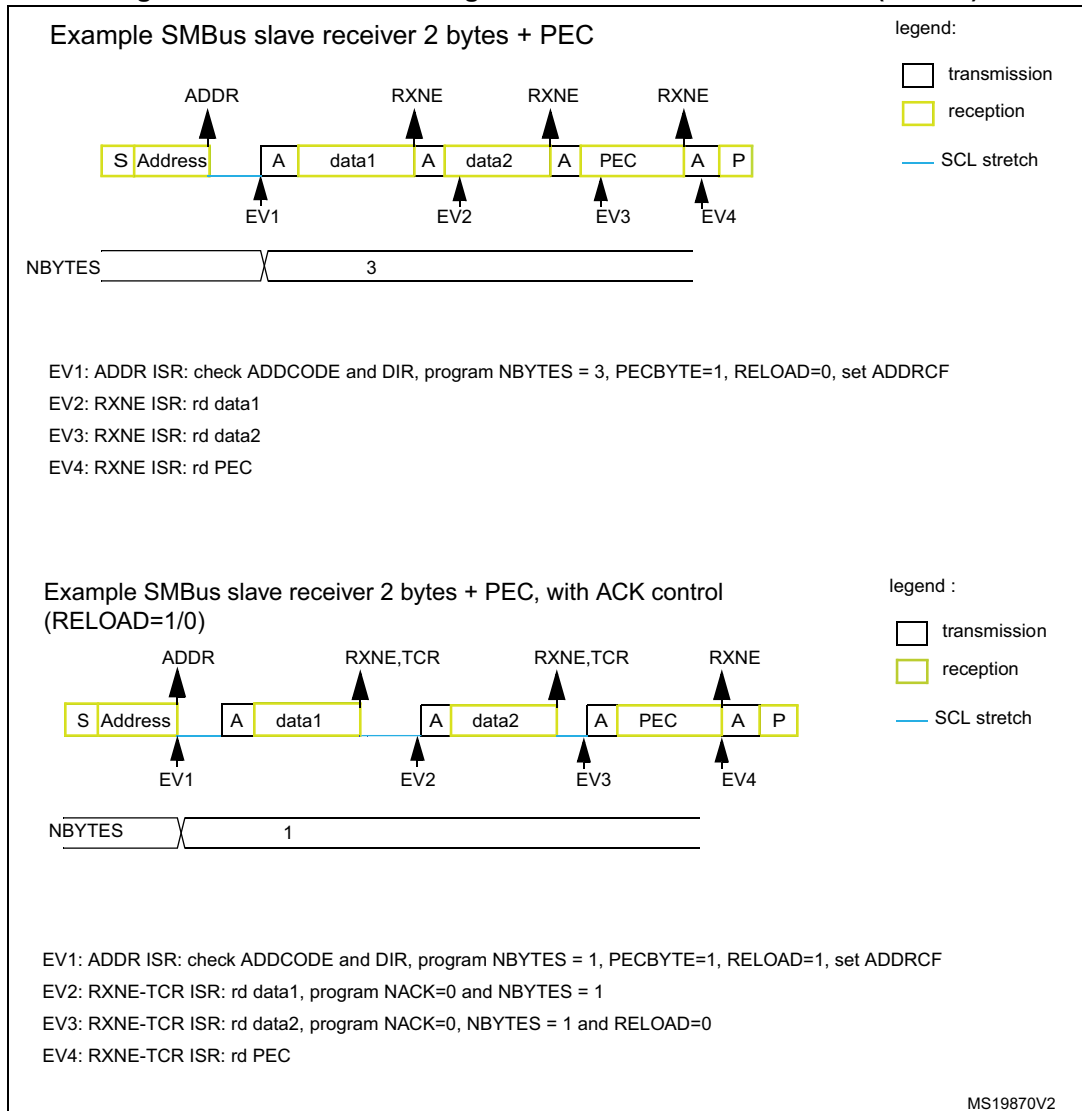 Example SMBus slave receiver 2 bytes + PEC
legend:
transmission
reception
SCL stretch
ADDR RXNE RXNE RXNE
S Address A data1 A data2 A PEC A P
EV1 EV2 EV3 EV4
NBYTES 3
EV1: ADDR ISR: check ADDCODE and DIR, program NBYTES = 3, PECBYTE=1, RELOAD=0, set ADDRCF
EV2: RXNE ISR: rd data1
EV3: RXNE ISR: rd data2
EV4: RXNE ISR: rd PEC
Example SMBus slave receiver 2 bytes + PEC, with ACK control
(RELOAD=1/0)
legend :
transmission
reception
SCL stretch
ADDR RXNE,TCR RXNE,TCR RXNE
S Address A data1 A data2 A PEC A P
EV1 EV2 EV3 EV4
NBYTES 1
EV1: ADDR ISR: check ADDCODE and DIR, program NBYTES = 1, PECBYTE=1, RELOAD=1, set ADDRCF
EV2: RXNE-TCR ISR: rd data1, program NACK=0 and NBYTES = 1
EV3: RXNE-TCR ISR: rd data2, program NACK=0, NBYTES = 1 and RELOAD=0
EV4: RXNE-TCR ISR: rd PEC
MS19870V2